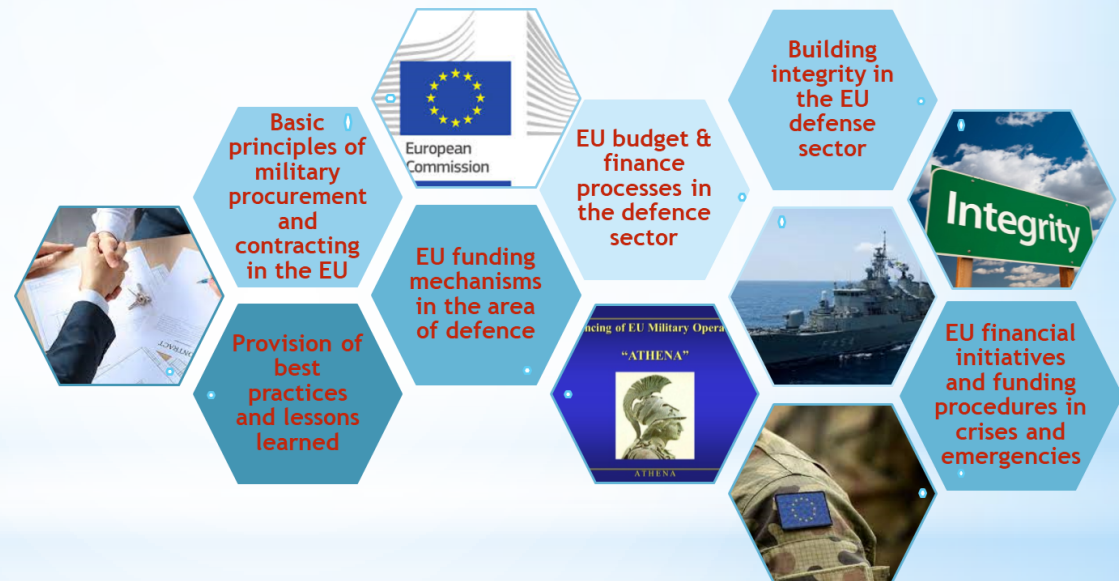 Basic
principles of
military
procurement
and
contracting
in the EU
Provision of
best
practices
and lessons
learned
CONTRACT
European
Commission
EU funding
mechanisms
in the area
of defence
EU budget &
finance
processes in
the defence
sector
ncing of EU Military Opera
"ATHENA"
ATHENA
Building
integrity in
the EU
defense
sector
Integrity
EU financial
initiatives
and funding
procedures in
crises and
emergencies